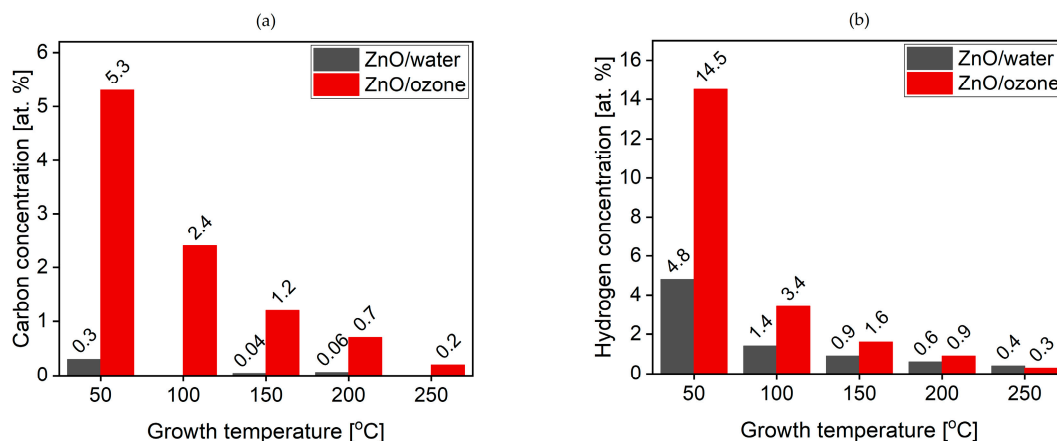 (a)
Carbon concentration [at. %]
6
5
4
3
2
1
0
ZnO/water
ZnO/ozone
0.3
5.3
2.4
0.04
1.2
0.06
0.7
0.2
50 100 150 200 250
Growth temperature [°C]
(b)
Hydrogen concentration [at. %]
16
14
12
10
8
6
4
2
0
ZnO/water
ZnO/ozone
4.8
14.5
1.4
3.4
0.9
1.6
0.6
0.9
0.4
0.3
50 100 150 200 250
Growth temperature [°C]